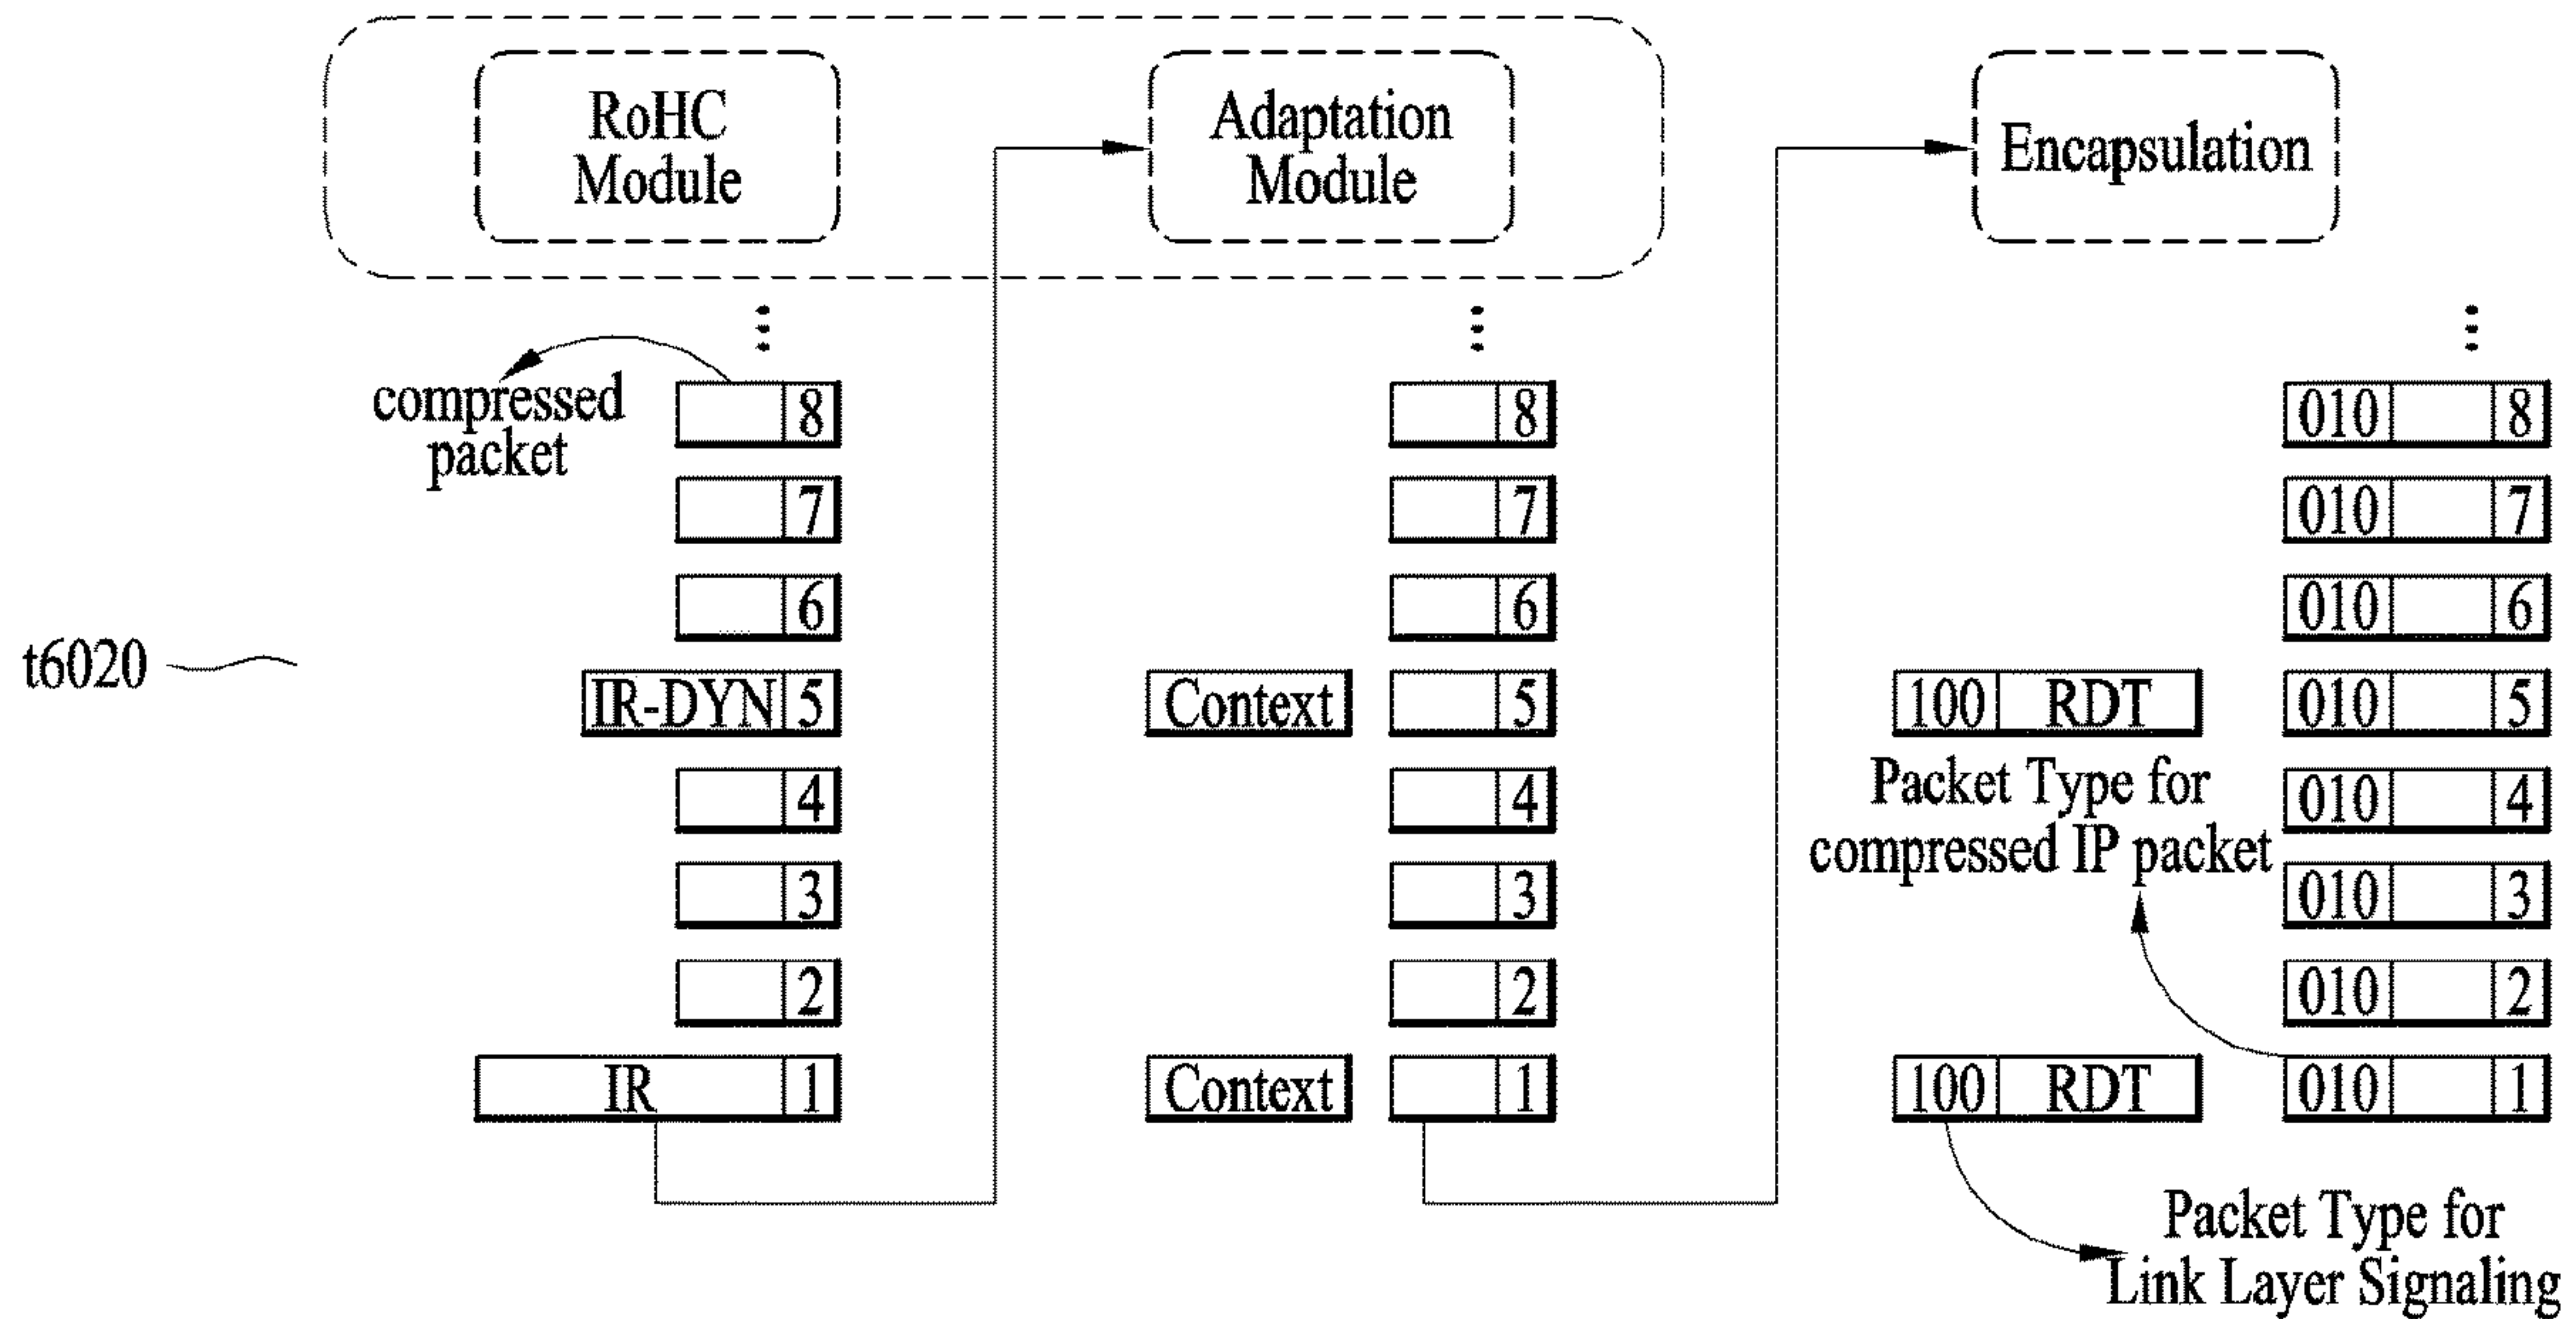 RoHC
Module
Adaptation
Module
Encapsulation
compressed
packet
8
8
010 8
7
7
010 7
6
6
010 6
t6020
IR-DYN 5
Context 5
100 RDT 010 5
4
4
Packet Type for
compressed IP packet
010 4
3
3
010 3
2
2
010 2
IR 1
Context 1
100 RDT 010 1
Packet Type for
Link Layer Signaling